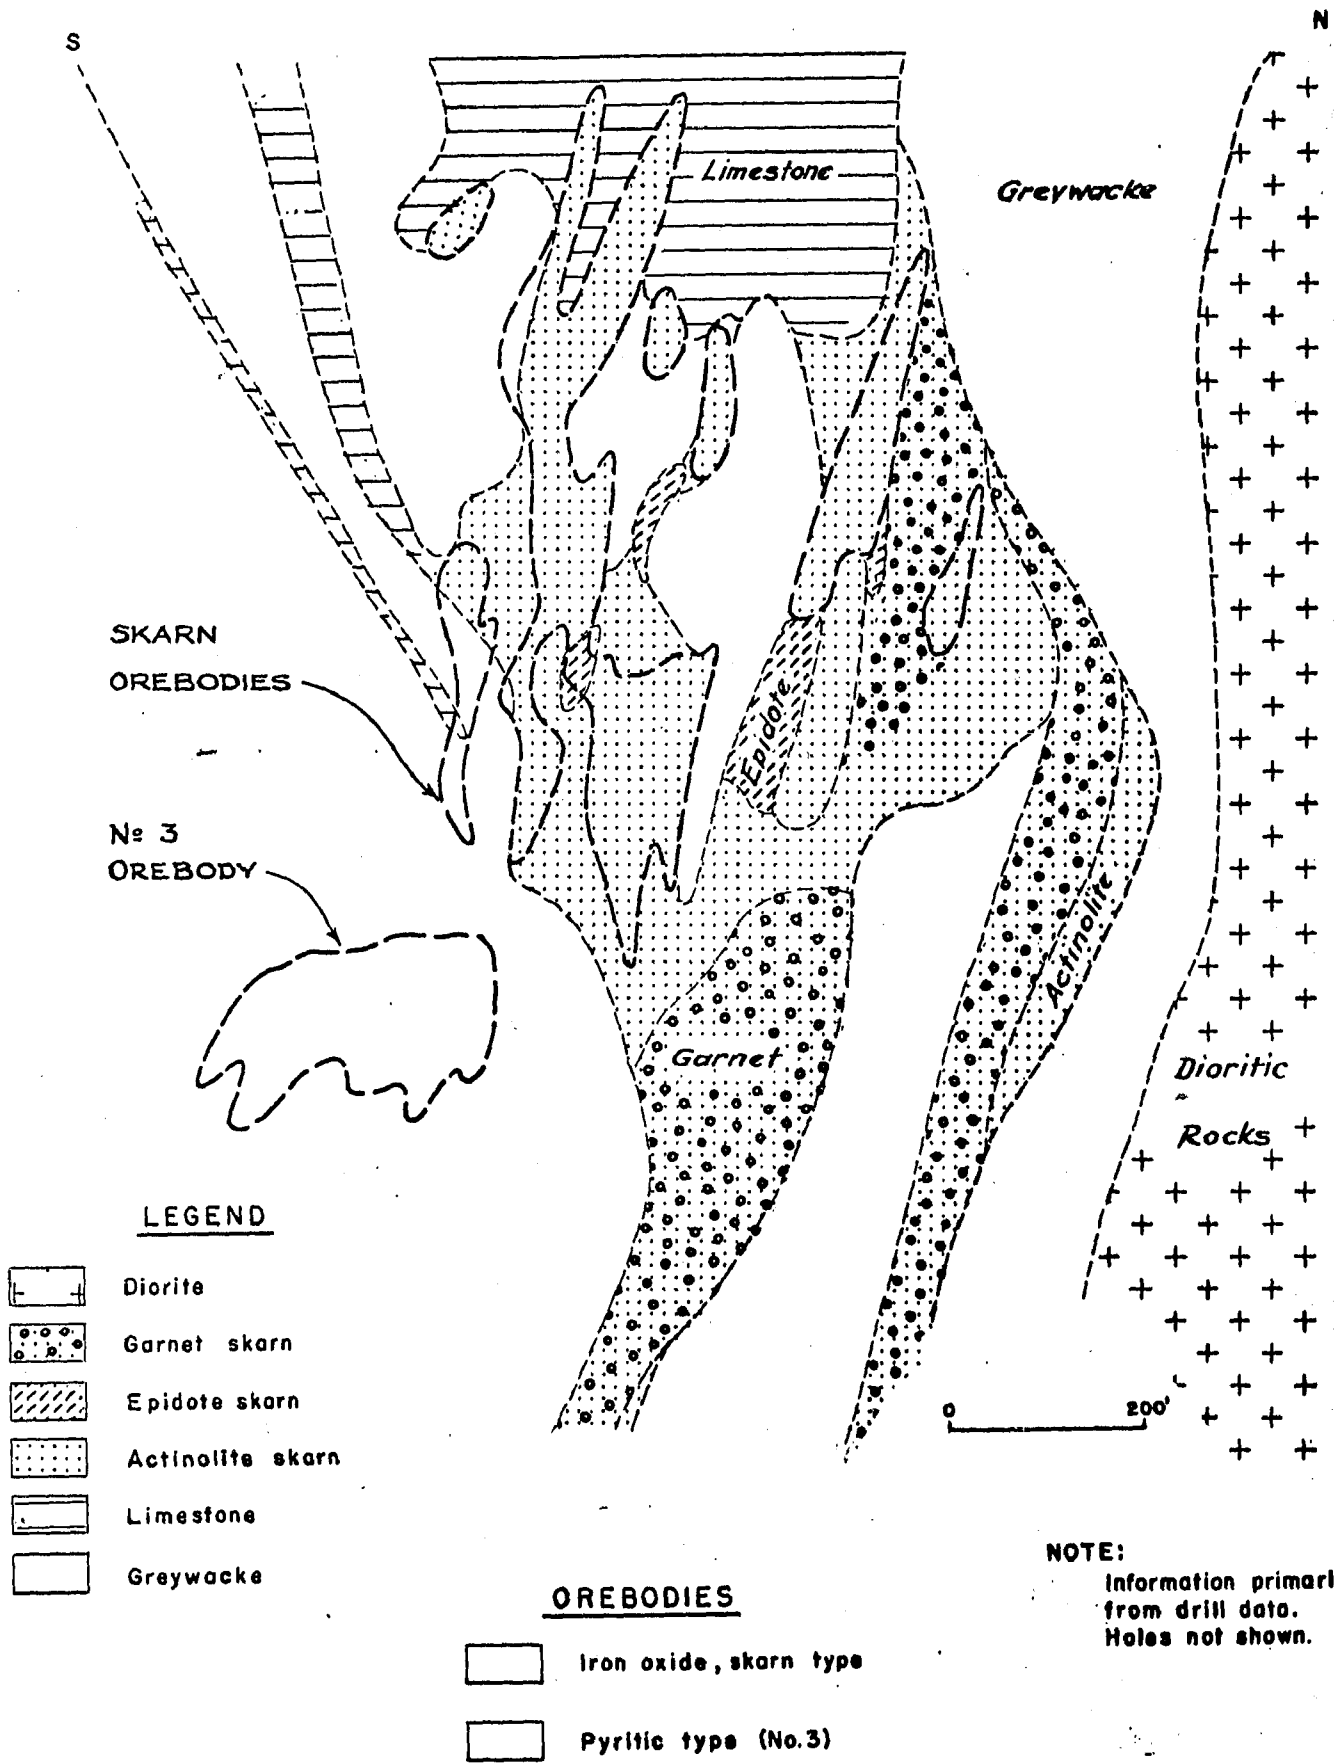 S
N
Limestone
Greywacke
SKARN
OREBODIES
Epidote
No 3
OREBODY
Actinolite
Garnet
Dioritic
Rocks
LEGEND
Diorite
Garnet skarn
Epidote skarn
Actinolite skarn
Limestone
Greywacke
0 200'
OREBODIES
Iron oxide, skarn type
Pyritic type (No.3)
NOTE:
Information primari
from drill data.
Holes not shown.